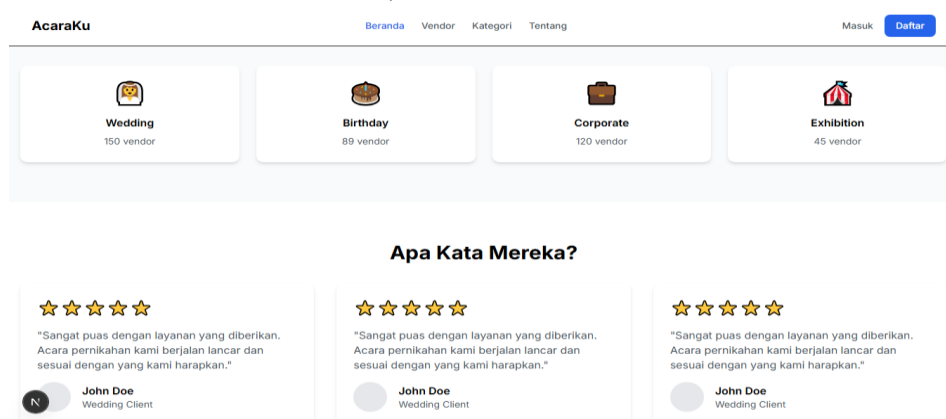 AcaraKu Beranda Vendor Kategori Tentang Masuk Daftar
Wedding Birthday Corporate Exhibition
150 vendor 89 vendor 120 vendor 45 vendor
Apa Kata Mereka?
"Sangat puas dengan layanan yang diberikan.
Acara pernikahan kami berjalan lancar dan
sesuai dengan yang kami harapkan."
John Doe
Wedding Client
"Sangat puas dengan layanan yang diberikan.
Acara pernikahan kami berjalan lancar dan
sesuai dengan yang kami harapkan."
John Doe
Wedding Client
"Sangat puas dengan layanan yang diberikan.
Acara pernikahan kami berjalan lancar dan
sesuai dengan yang kami harapkan."
John Doe
Wedding Client
N